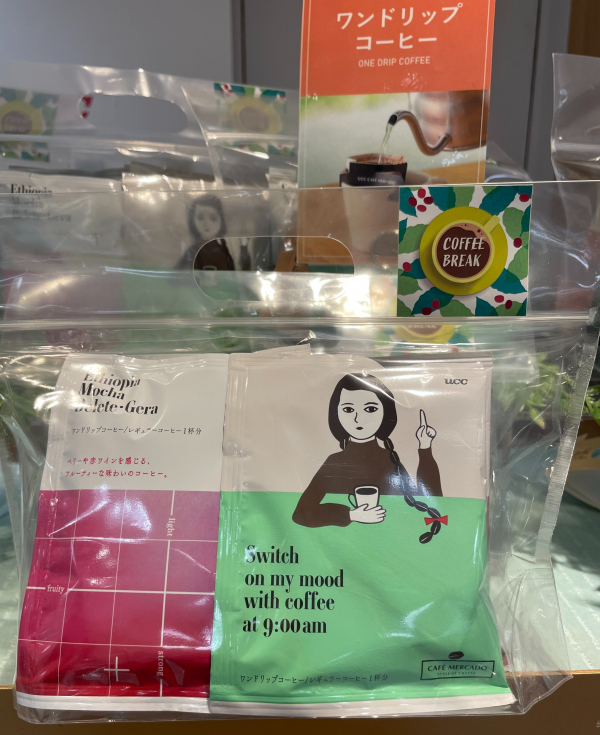 ワンドリップ
コーヒー
ONE DRIP COFFEE
COFFEE
BREAK
Ethiopia
Ethiopia
Mocha
Belete-Gera
ワンドリップコーヒー/レギュラーコーヒー1杯分
ベリーや赤ワインを感じる、
フルーティーな味わいのコーヒー。
light
fruity
strong
ucc
Switch
on my mood
with coffee
at 9:00am
ワンドリップコーヒー/レギュラーコーヒー1杯分
CAFÉ MERCADO